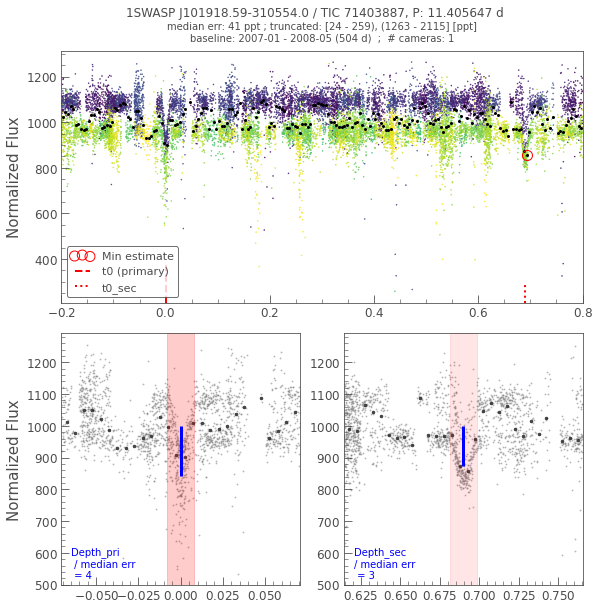 1SWASP J101918.59-310554.0 / TIC 71403887, P: 11.405647 d
median err: 41 ppt ; truncated: [24 - 259), (1263 - 2115] [ppt]
baseline: 2007-01 - 2008-05 (504 d)  ;  # cameras: 1
Normalized Flux
1200
1000
800
600
400
Min estimate
t0 (primary)
t0_sec
−0.2 0.0 0.2 0.4 0.6 0.8
Normalized Flux
1200
1100
1000
900
800
700
600
500
Depth_pri
/ median err
= 4
−0.050 −0.025 0.000 0.025 0.050
1200
1100
1000
900
800
700
600
500
Depth_sec
/ median err
= 3
0.625 0.650 0.675 0.700 0.725 0.750